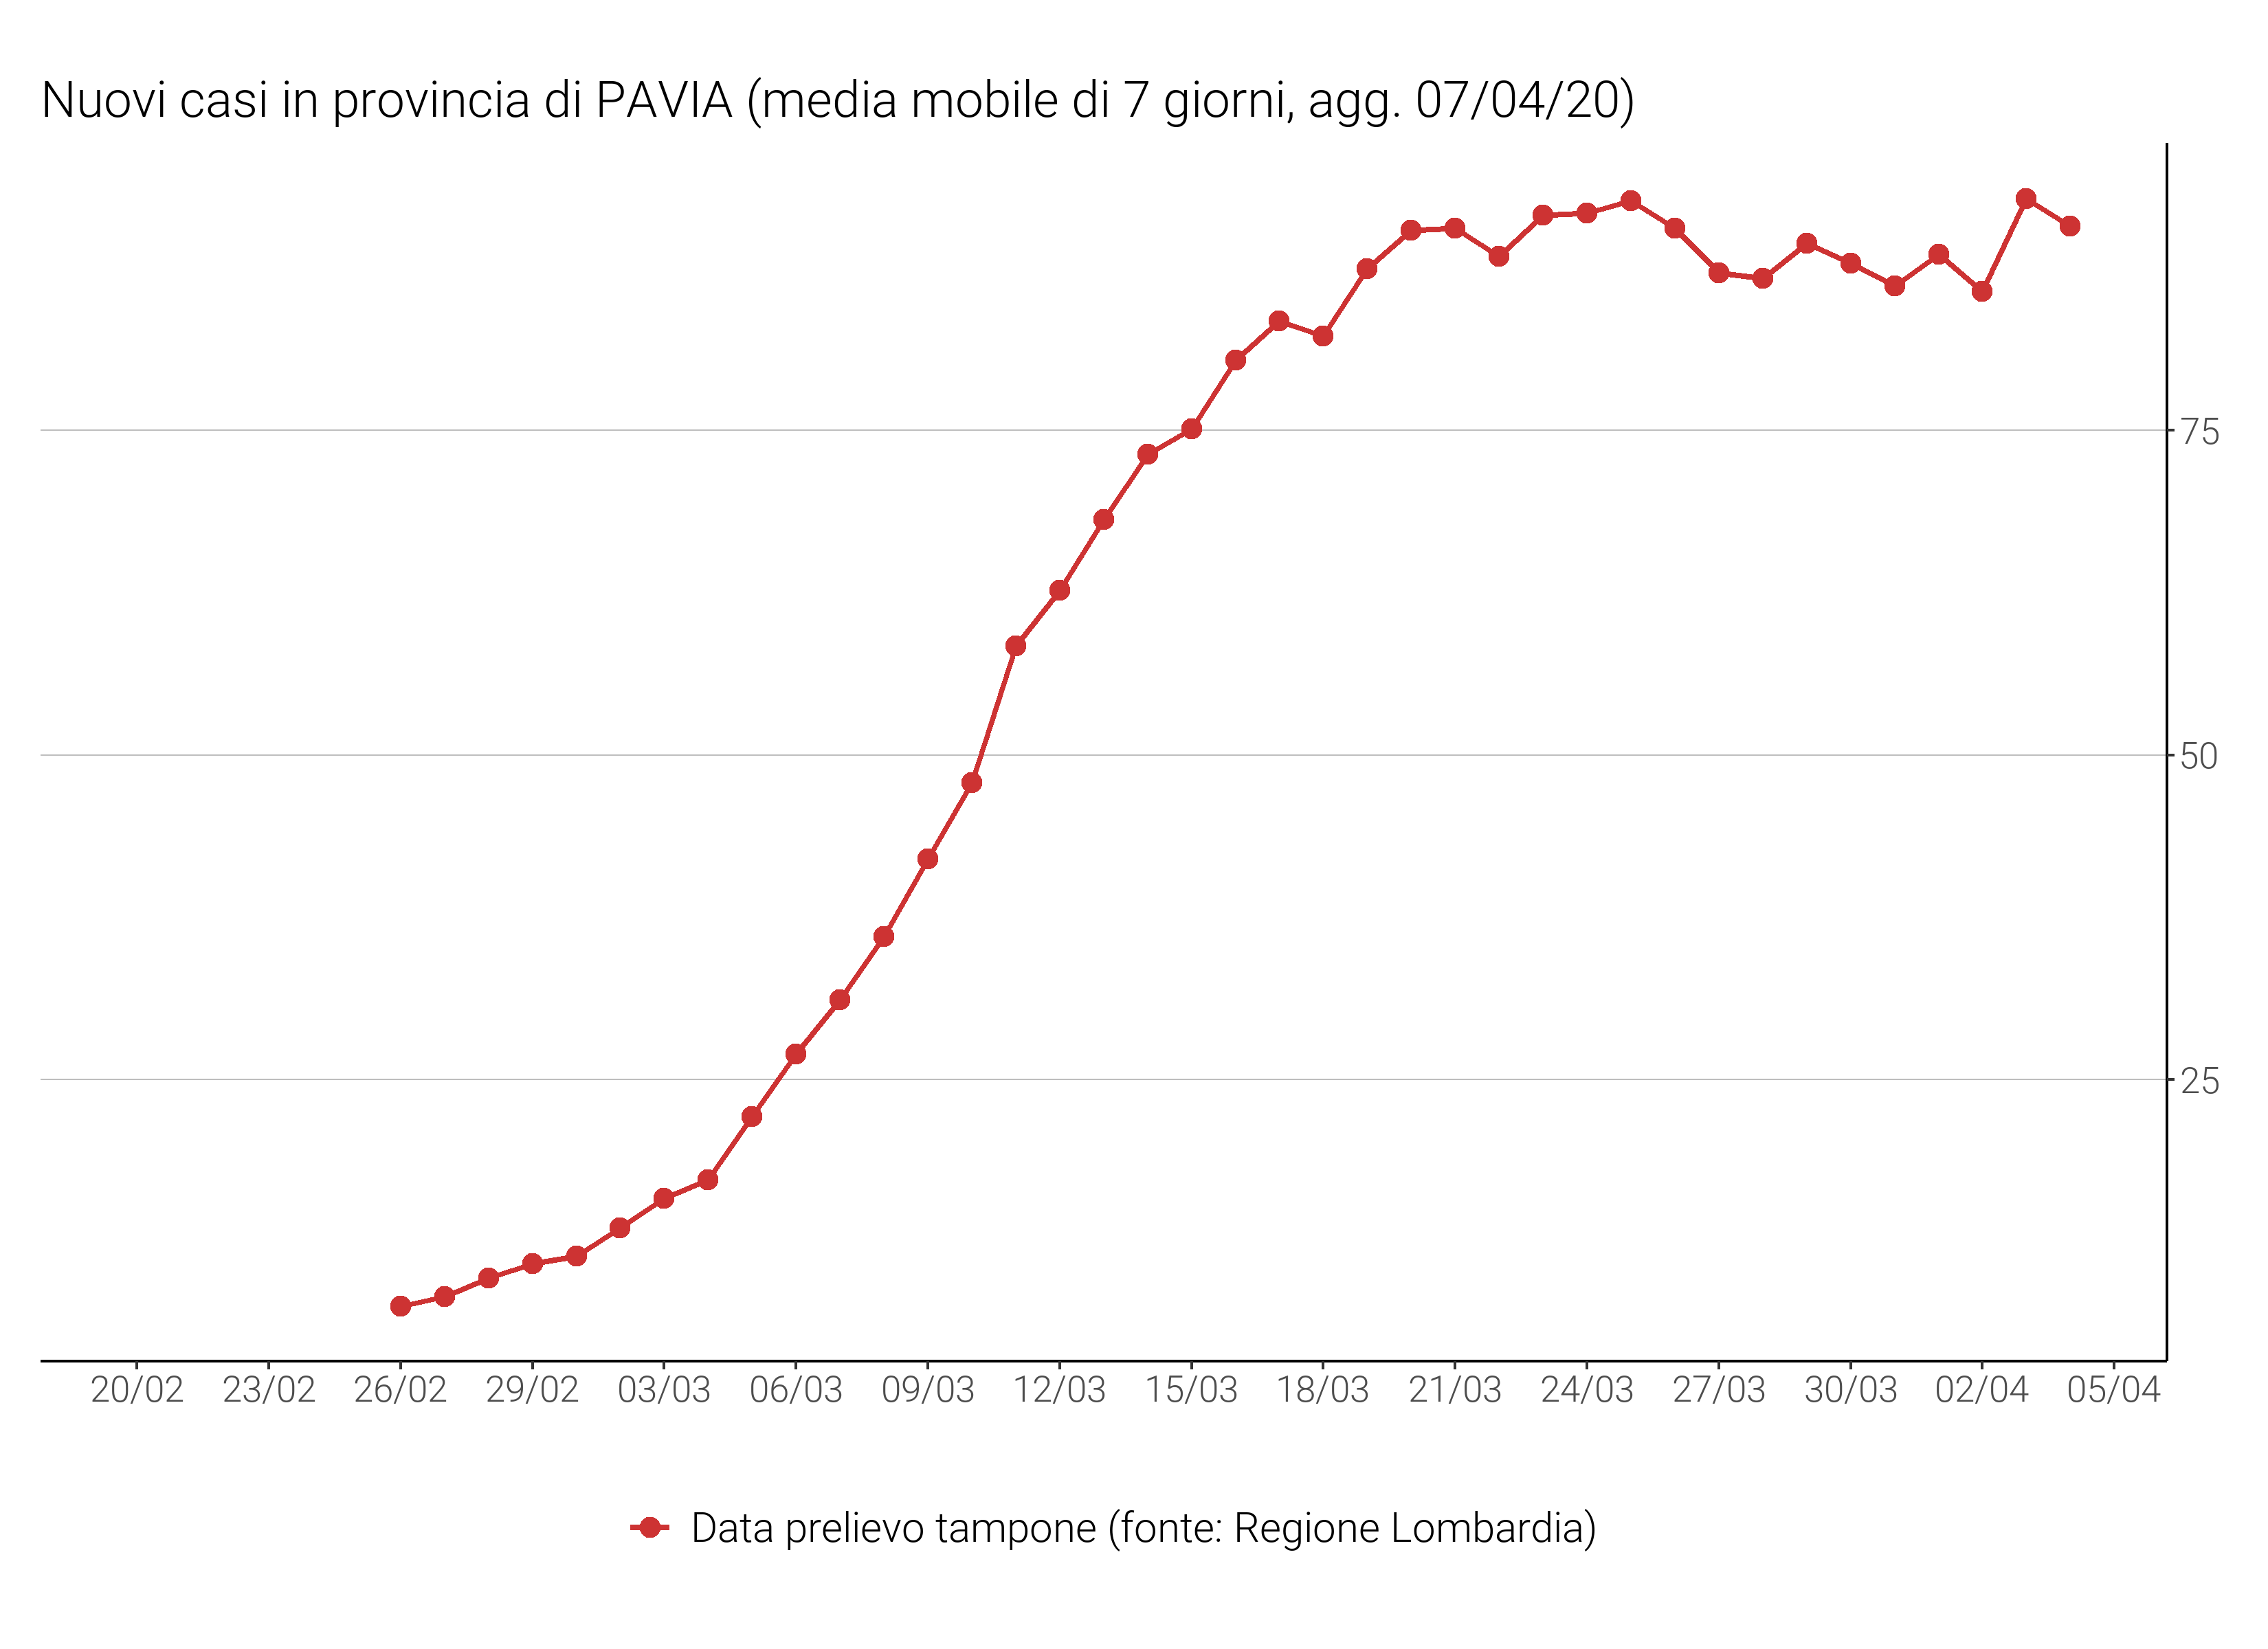 Nuovi casi in provincia di PAVIA (media mobile di 7 giorni, agg. 07/04/20)
75
50
25
20/02 23/02 26/02 29/02 03/03 06/03 09/03 12/03 15/03 18/03 21/03 24/03 27/03 30/03 02/04 05/04
Data prelievo tampone (fonte: Regione Lombardia)